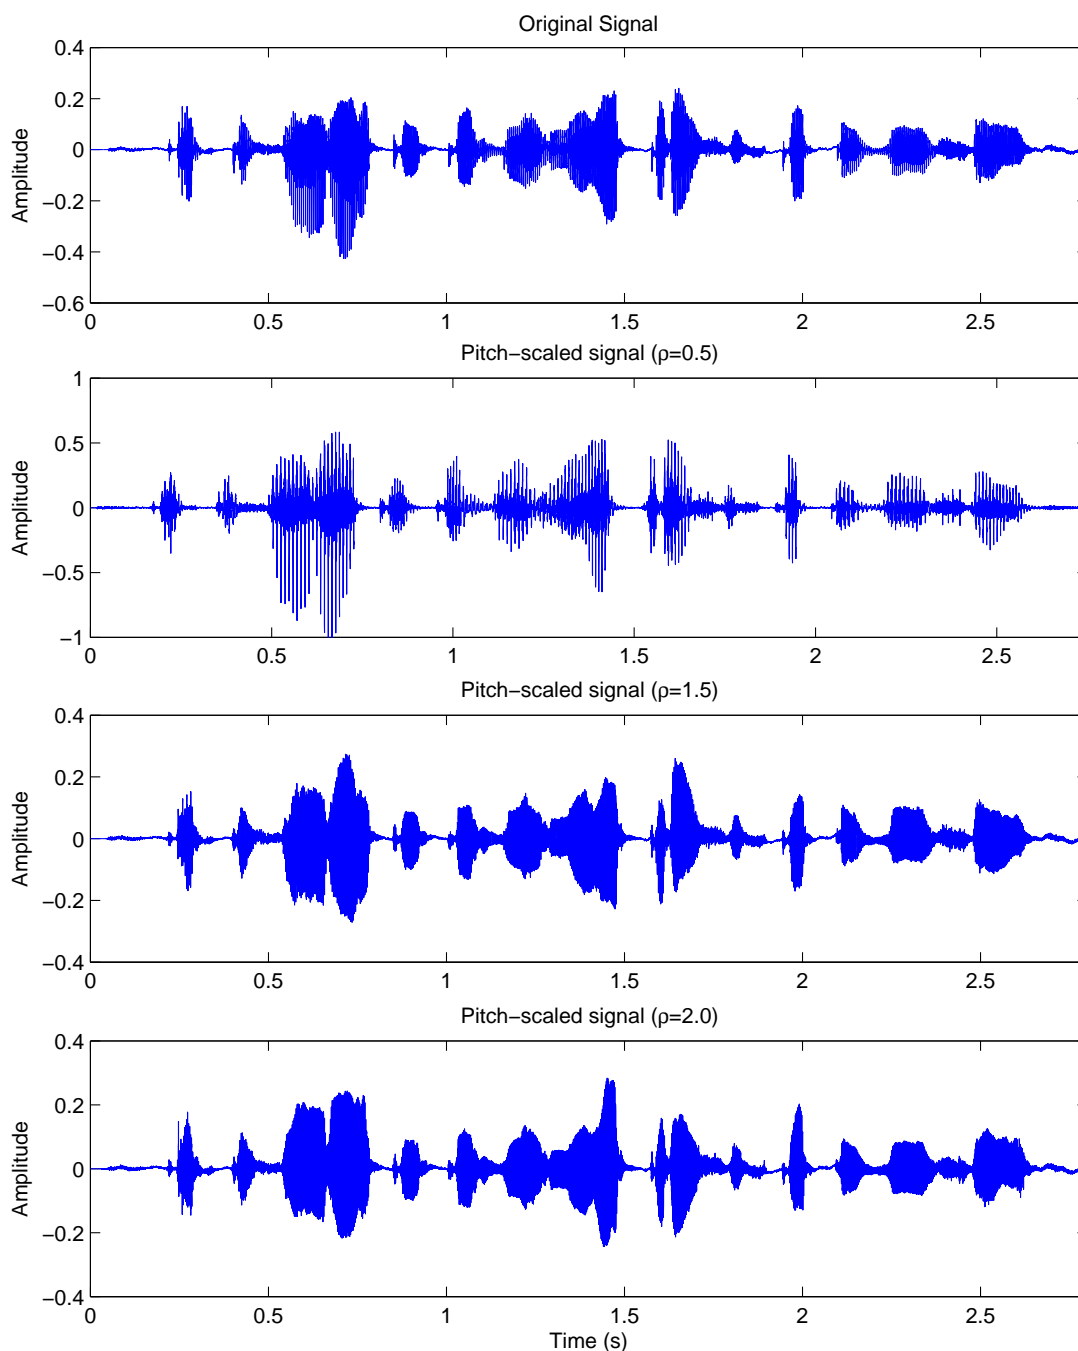 Original Signal
0.4
0.2
0
−0.2
−0.4
−0.6
Amplitude
0 0.5 1 1.5 2 2.5
Pitch−scaled signal (ρ=0.5)
1
0.5
0
−0.5
−1
Amplitude
0 0.5 1 1.5 2 2.5
Pitch−scaled signal (ρ=1.5)
0.4
0.2
0
−0.2
−0.4
Amplitude
0 0.5 1 1.5 2 2.5
Pitch−scaled signal (ρ=2.0)
0.4
0.2
0
−0.2
−0.4
Amplitude
0 0.5 1 1.5 2 2.5
Time (s)